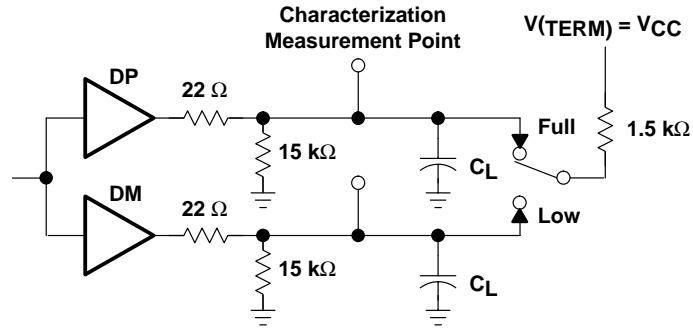 Characterization
Measurement Point
V(TERM) = VCC
DP
22 Ω
Full
1.5 kΩ
15 kΩ
CL
DM
22 Ω
Low
15 kΩ
CL